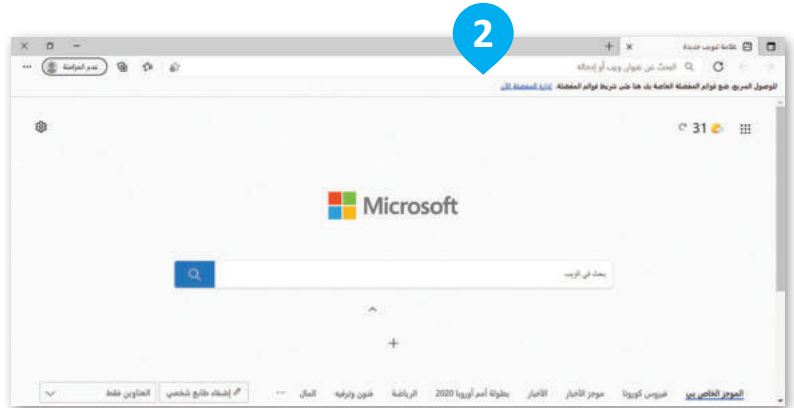 2
علامة تبويب جديدة
البحث عن عنوان ويب أو إدخاله
عدم المزامنة
للوصول السريع، ضع قوائم المفضلة الخاصة بك هنا على شريط قوائم المفضلة. إدارة المفضلة الآن
31 C°
Microsoft
بحث في الويب
الموجز الخاص بي فيروس كورونا موجز الأخبار الأخبار بطولة أمم أوروبا 2020 الرياضة فنون وترفيه المال ... إضفاء طابع شخصي العناوين فقط